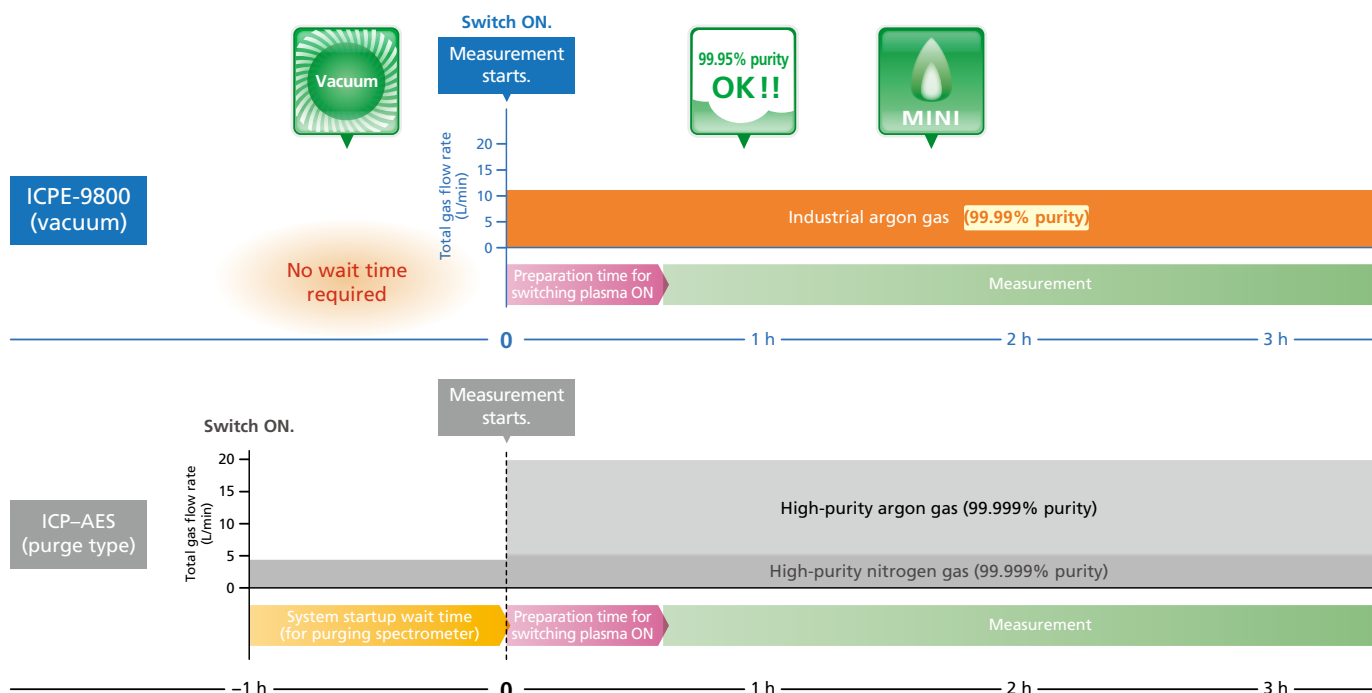 Switch ON.
Measurement
starts.
Vacuum
99.95% purity
OK !!
MINI
ICPE-9800
(vacuum)
Total gas flow rate
(L/min)
20
15
10
5
0
Industrial argon gas (99.99% purity)
No wait time
required
Preparation time for
switching plasma ON
Measurement
0 1 h 2 h 3 h
Measurement
starts.
Switch ON.
ICP–AES
(purge type)
Total gas flow rate
(L/min)
20
15
10
5
0
High-purity argon gas (99.999% purity)
High-purity nitrogen gas (99.999% purity)
System startup wait time
(for purging spectrometer)
Preparation time for
switching plasma ON
Measurement
–1 h 0 1 h 2 h 3 h